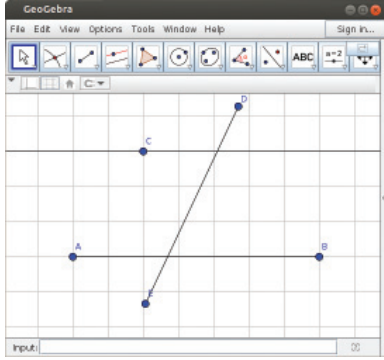 GeoGebra
File Edit View Options Tools Window Help Sign in...
ABC a=2
C:
D
C
A B
E
Input: